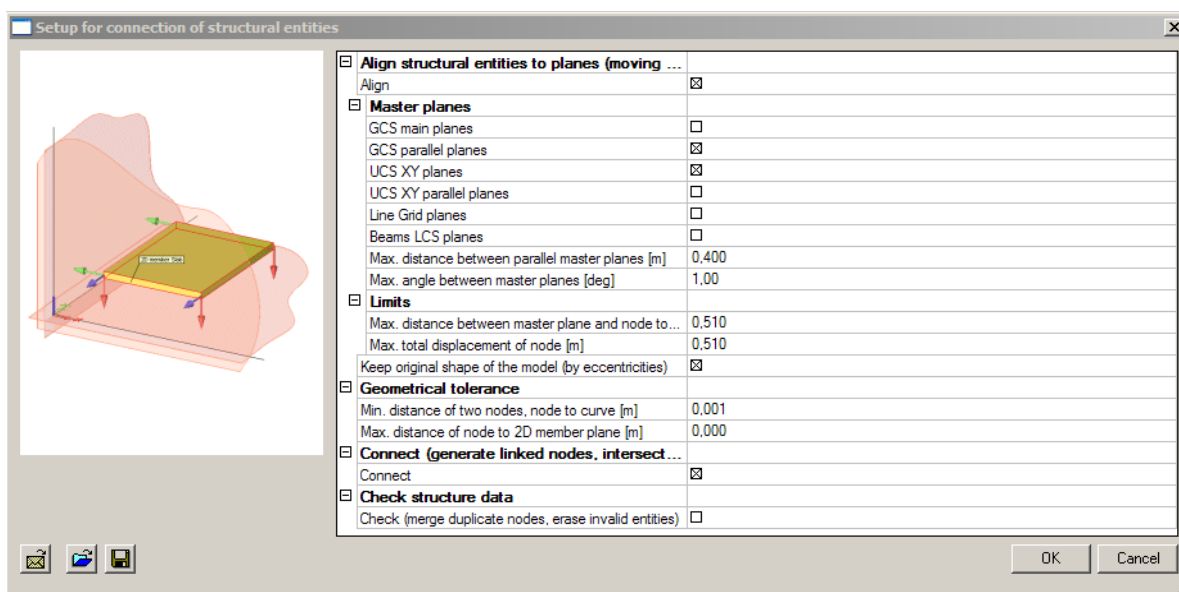 Setup for connection of structural entities
Align structural entities to planes (moving ...
Align
Master planes
GCS main planes
GCS parallel planes
UCS XY planes
UCS XY parallel planes
Line Grid planes
Beams LCS planes
Max. distance between parallel master planes [m] 0,400
Max. angle between master planes [deg] 1,00
Limits
Max. distance between master plane and node to... 0,510
Max. total displacement of node [m] 0,510
Keep original shape of the model (by eccentricities)
Geometrical tolerance
Min. distance of two nodes, node to curve [m] 0,001
Max. distance of node to 2D member plane [m] 0,000
Connect (generate linked nodes, intersect...
Connect
Check structure data
Check (merge duplicate nodes, erase invalid entities)
2D member Slab
OK Cancel